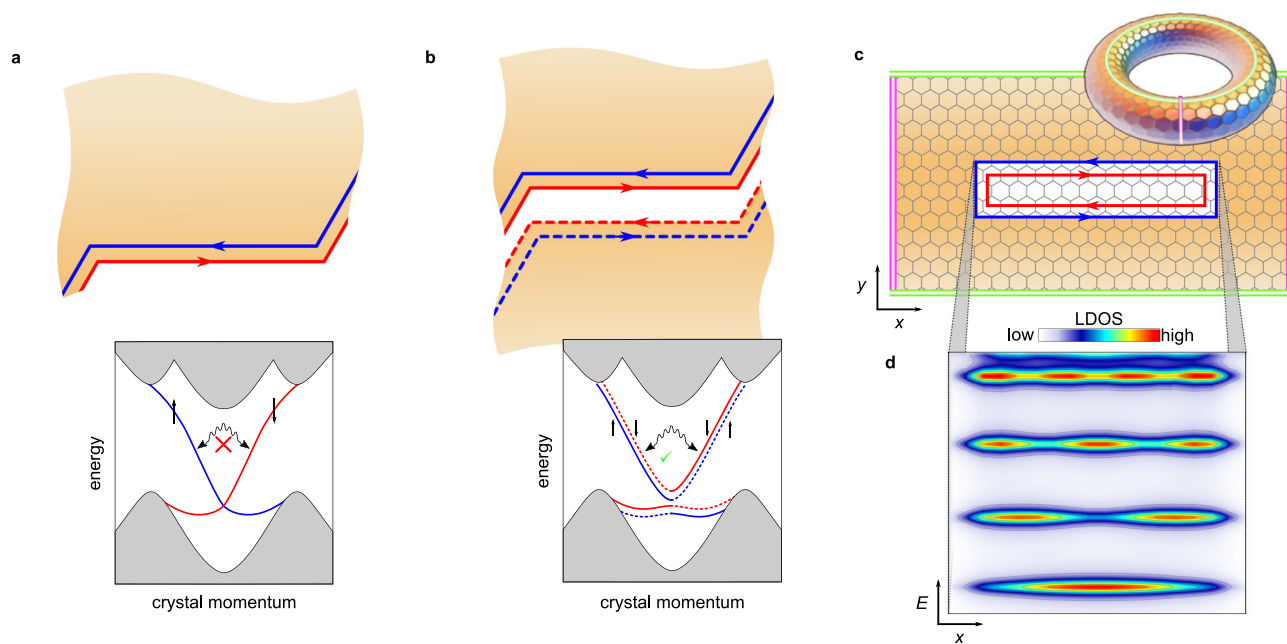 a
b
c
y
x
LDOS
low
high
d
energy
crystal momentum
energy
crystal momentum
E
x